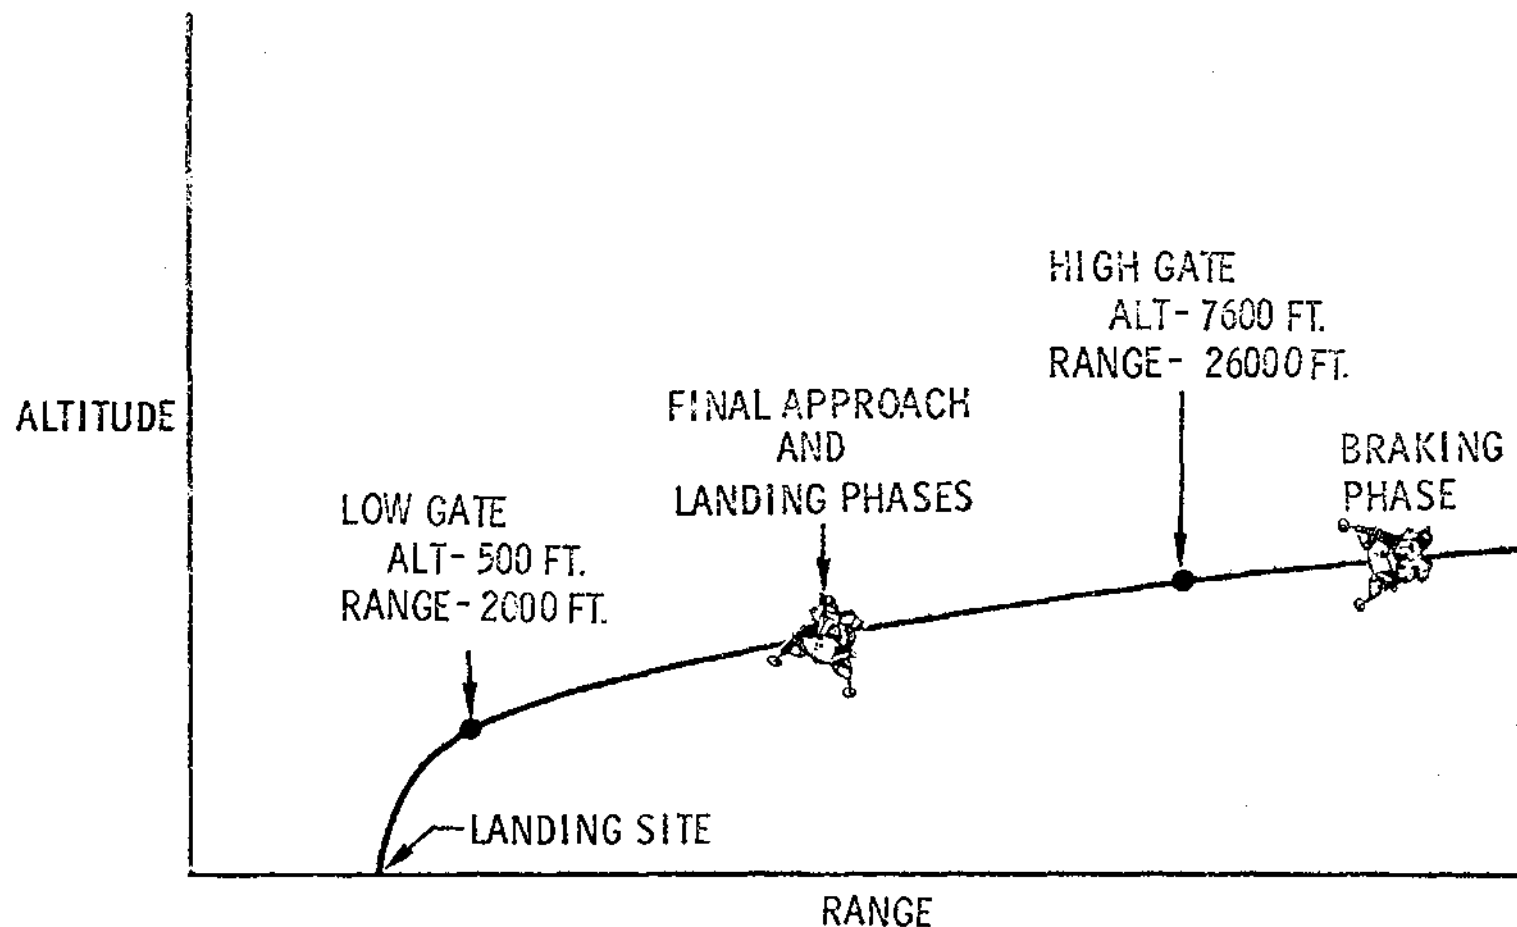 HIGH GATE
ALT- 7600 FT.
RANGE- 26000 FT.
FINAL APPROACH
AND
LANDING PHASES
ALTITUDE
BRAKING
PHASE
LOW GATE
ALT- 500 FT.
RANGE- 2000 FT.
LANDING SITE
RANGE